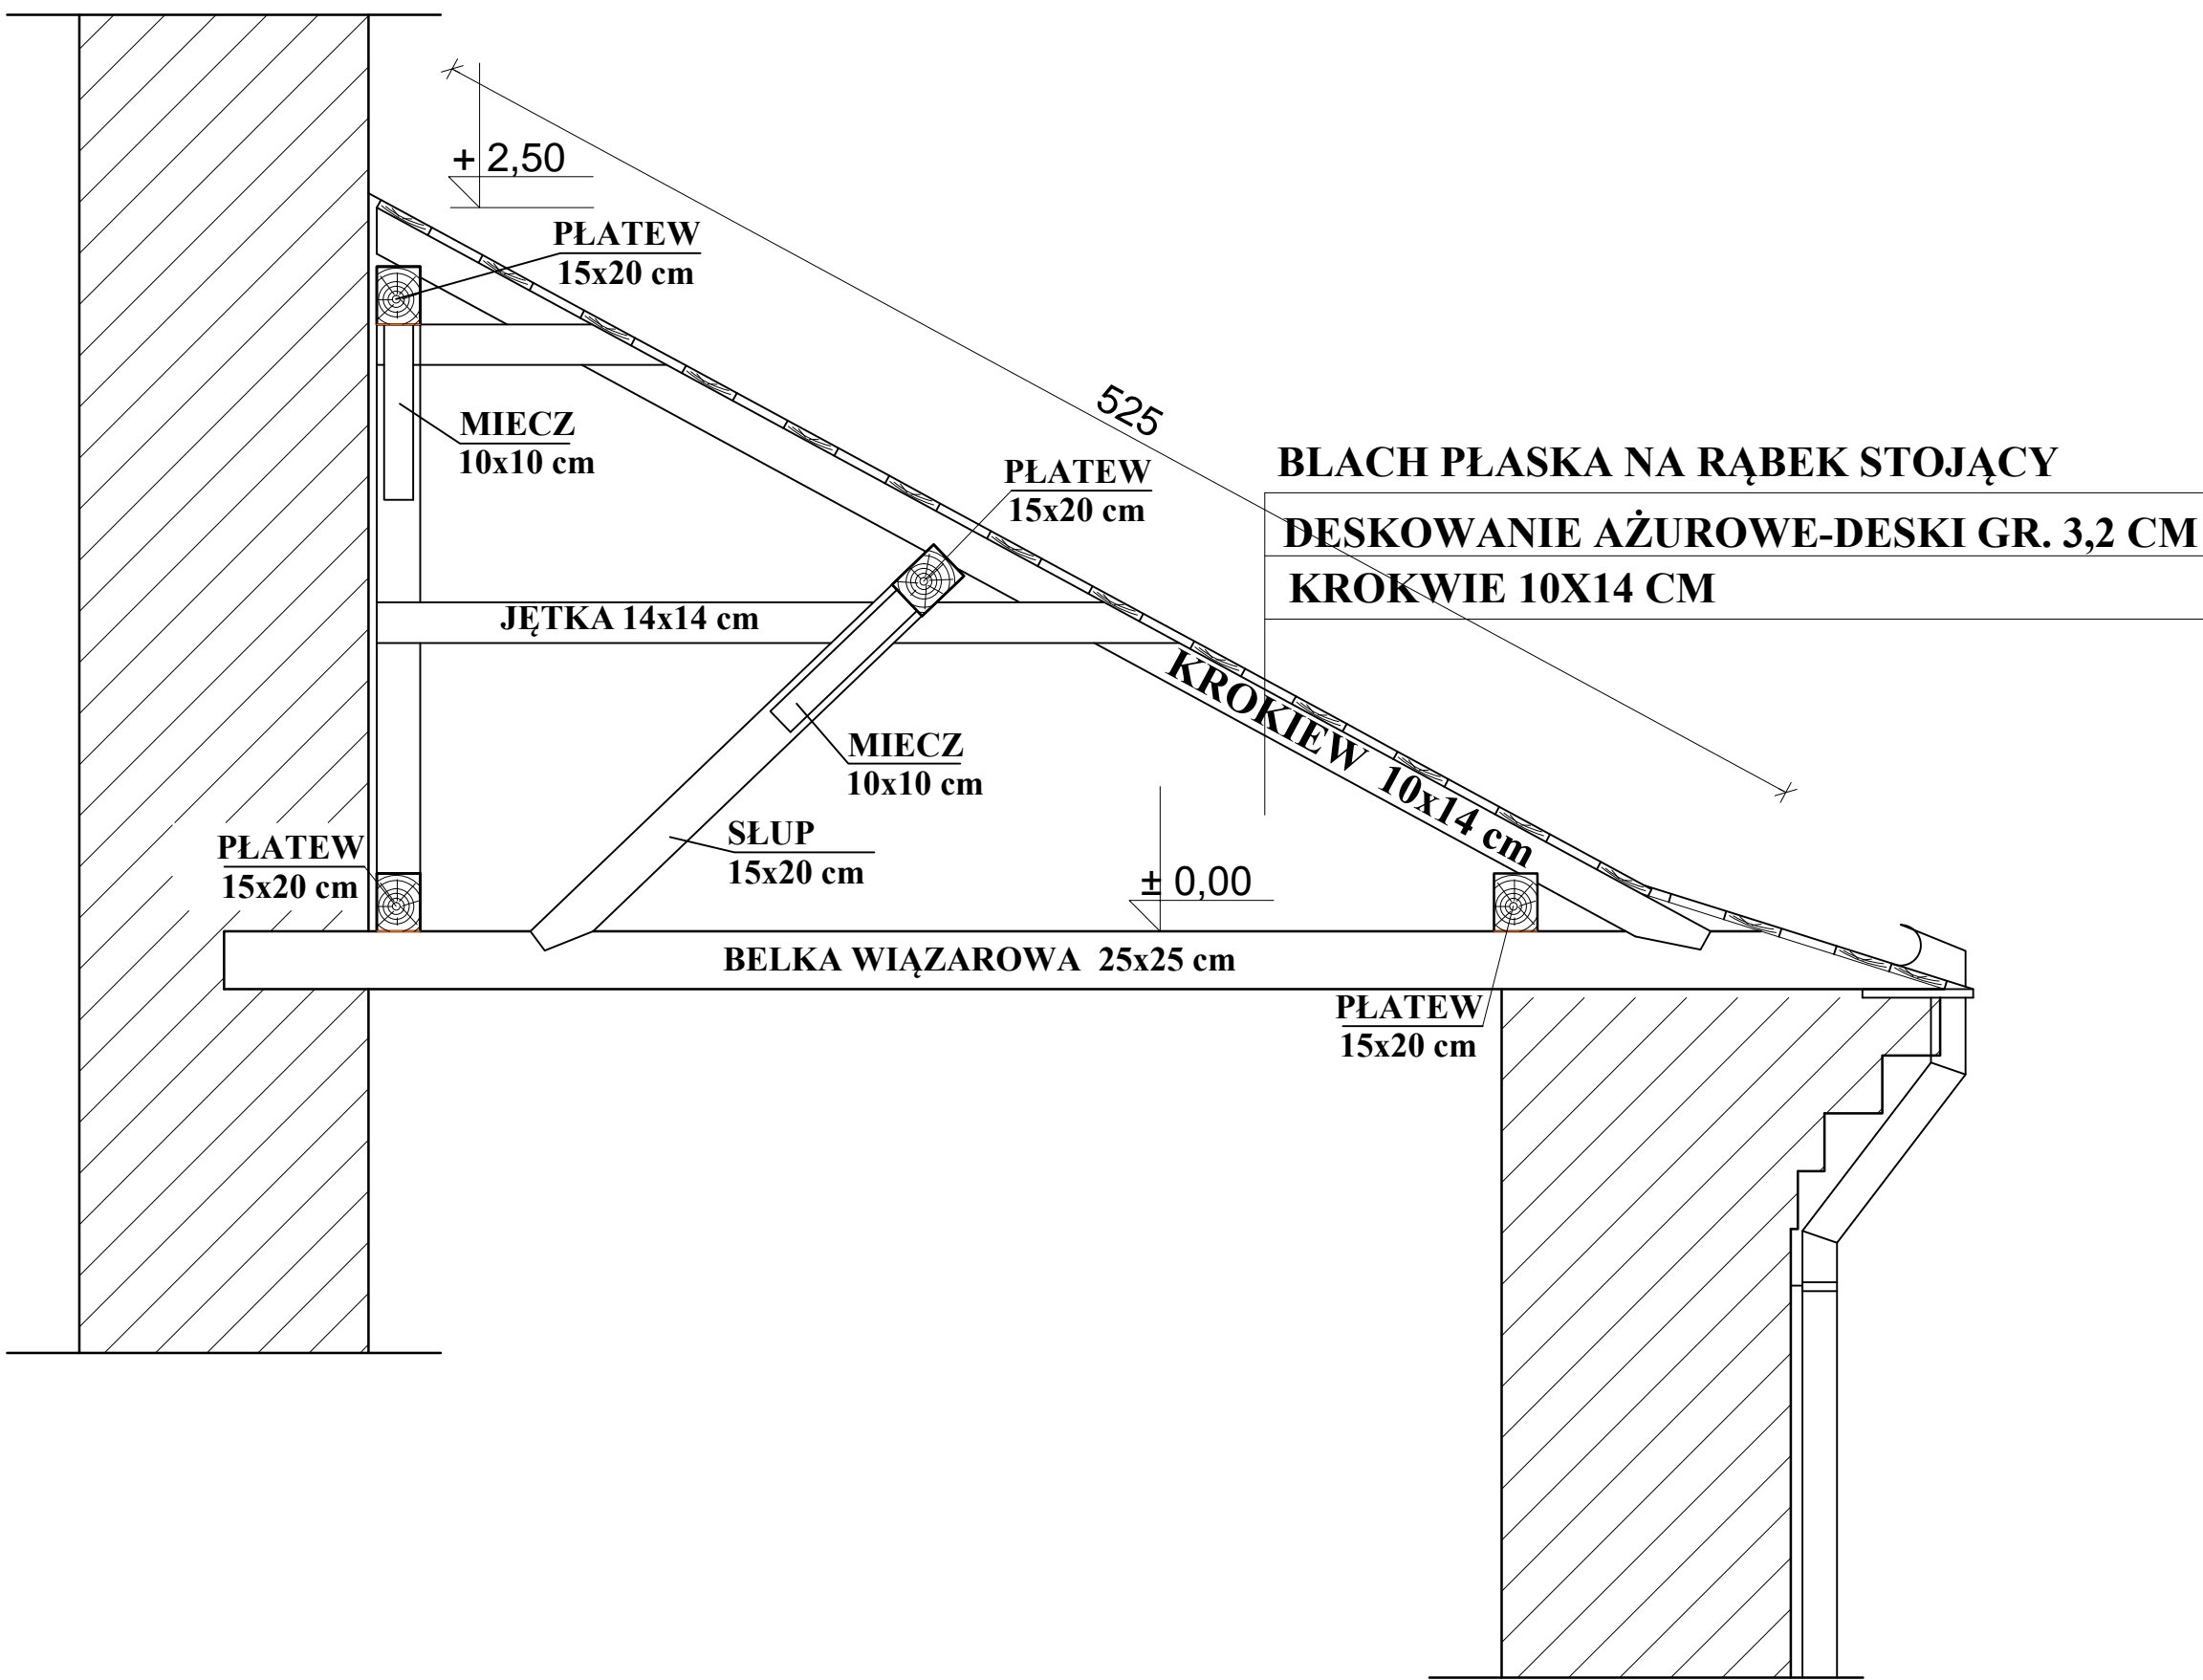 + 2,50
PŁATEW
15x20 cm
MIECZ
10x10 cm
525
PŁATEW
15x20 cm
BLACH PŁASKA NA RĄBEK STOJĄCY
DESKOWANIE AŻUROWE-DESKI GR. 3,2 CM
KROKWIE 10X14 CM
JĘTKA 14x14 cm
KROKIEW 10x14 cm
MIECZ
10x10 cm
SŁUP
15x20 cm
PŁATEW
15x20 cm
± 0,00
BELKA WIĄZAROWA 25x25 cm
PŁATEW
15x20 cm